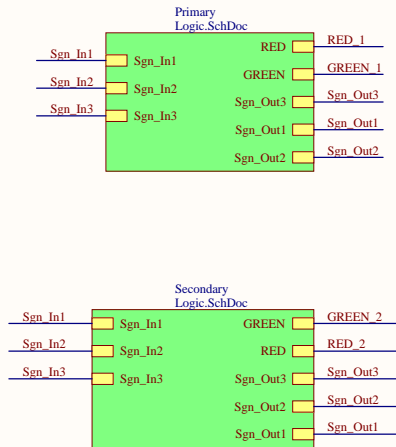 Primary
Logic.SchDoc
RED RED_1
Sgn_In1 Sgn_In1
GREEN GREEN_1
Sgn_In2 Sgn_In2
Sgn_Out3 Sgn_Out3
Sgn_In3 Sgn_In3
Sgn_Out1 Sgn_Out1
Sgn_Out2 Sgn_Out2
Secondary
Logic.SchDoc
Sgn_In1 Sgn_In1 GREEN GREEN_2
Sgn_In2 Sgn_In2 RED RED_2
Sgn_In3 Sgn_In3 Sgn_Out3 Sgn_Out3
Sgn_Out2 Sgn_Out2
Sgn_Out1 Sgn_Out1